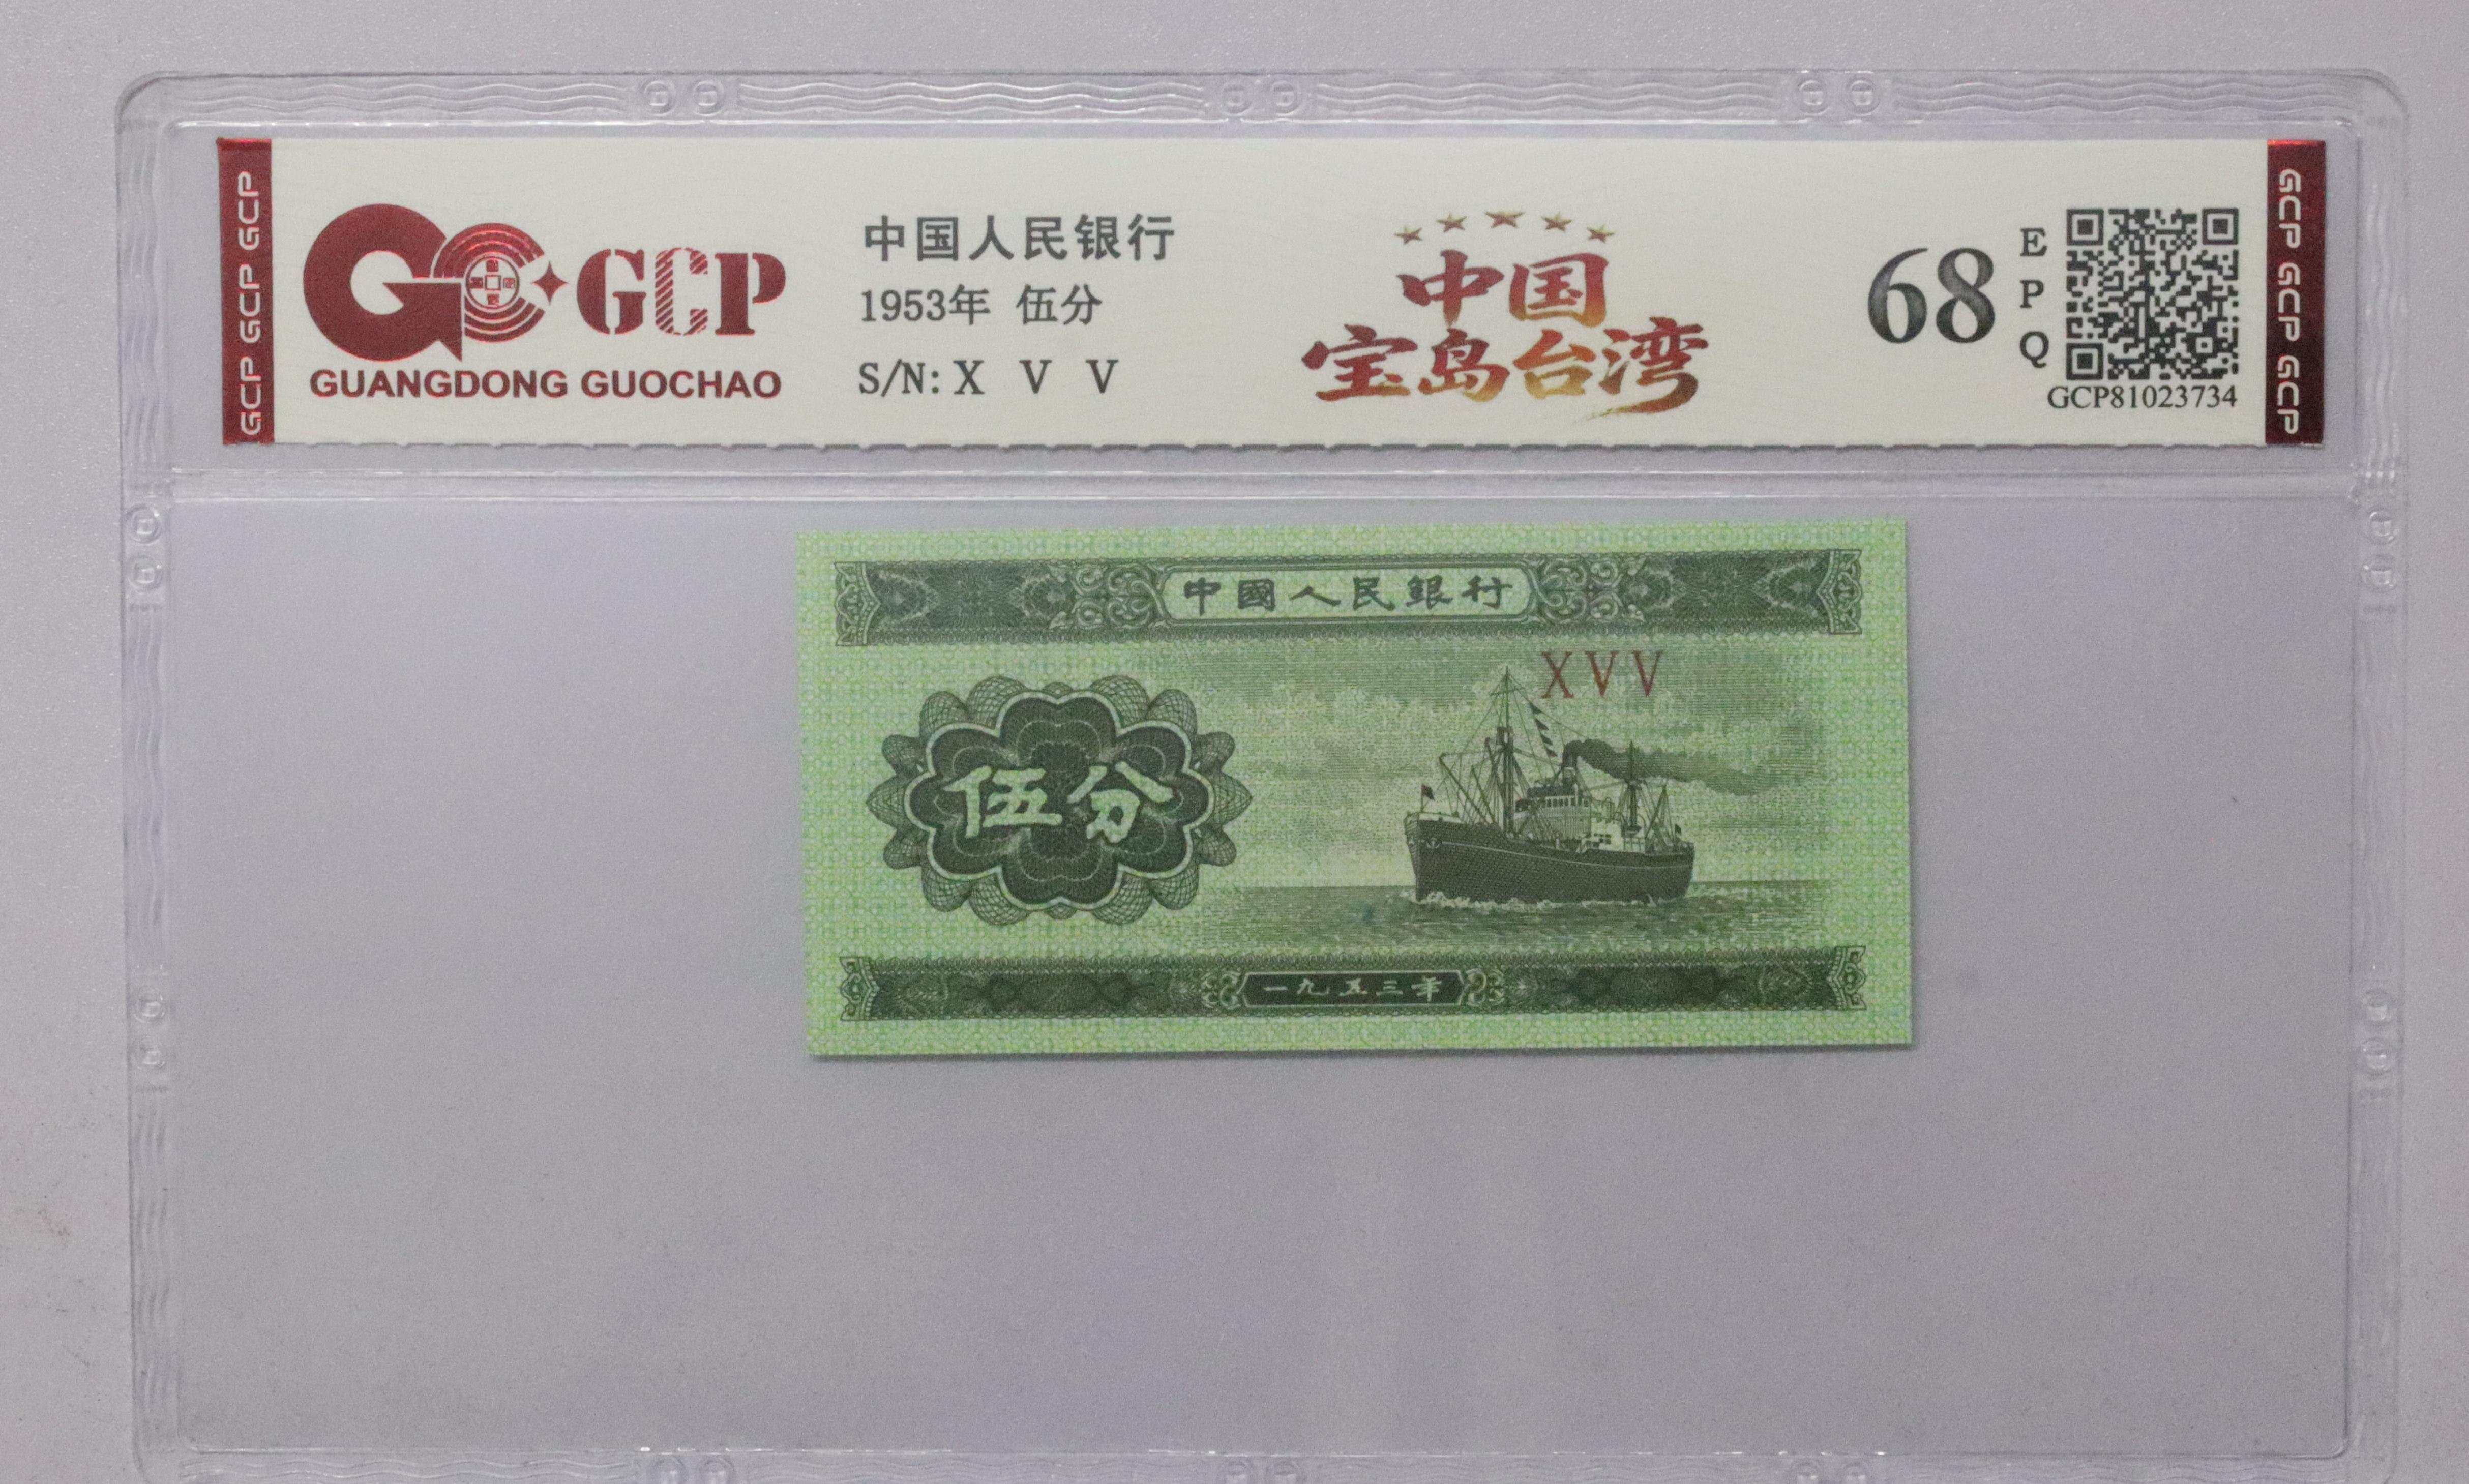 GCP GCP GCP
GCP
GUANGDONG GUOCHAO
中国人民银行
1953年 伍分
S/N: X V V
中国
宝岛台湾
68
E
P
Q
GCP81023734
GCP GCP GCP
中國人民銀行
XVV
伍分
一九五三年